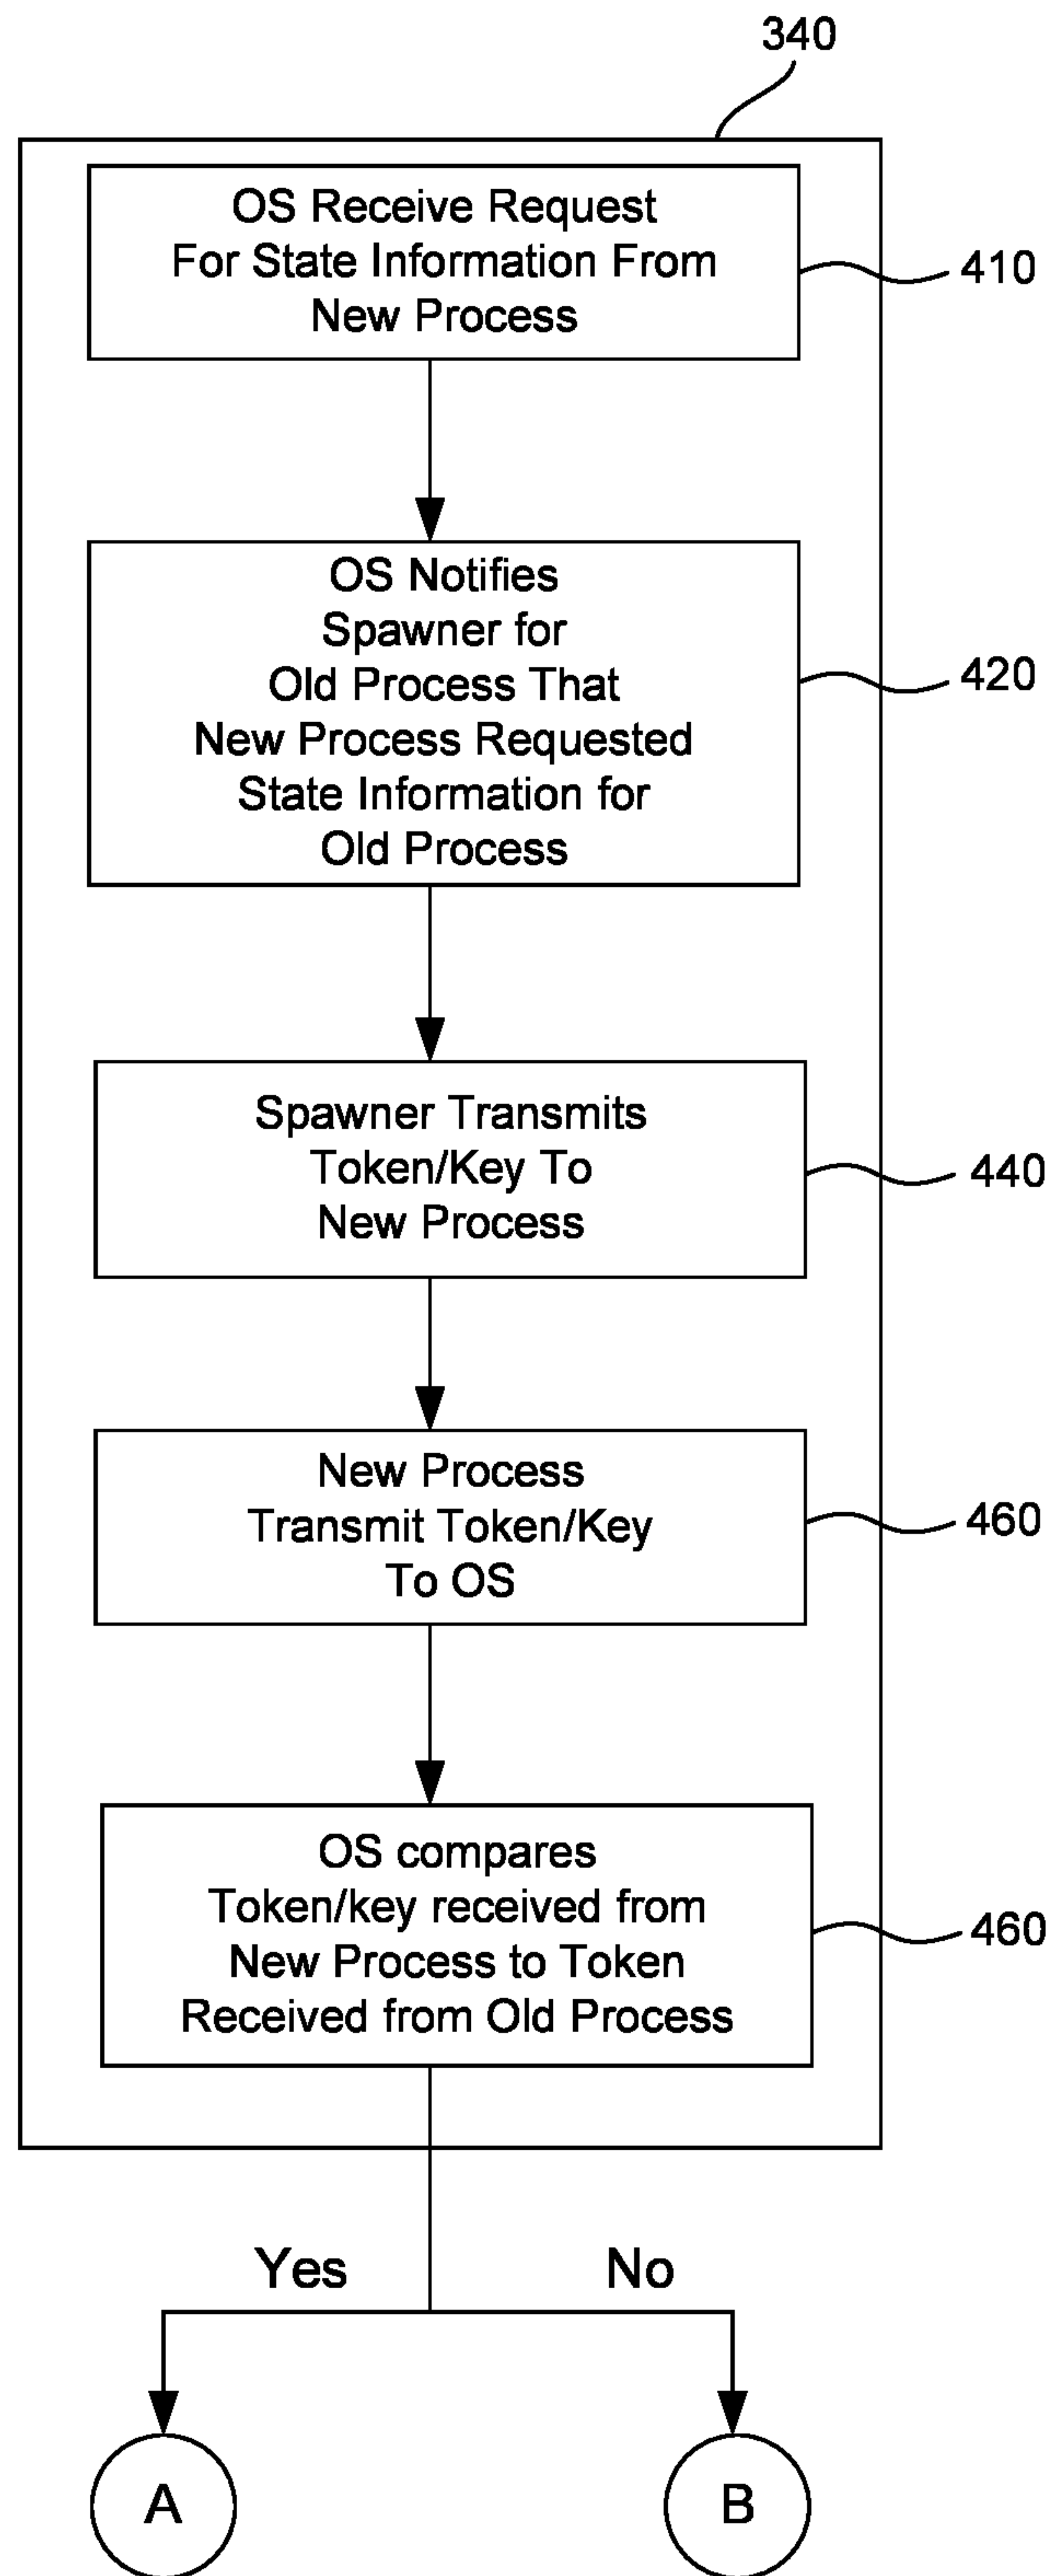 340
OS Receive Request
For State Information From
New Process
410
OS Notifies
Spawner for
Old Process That
New Process Requested
State Information for
Old Process
420
Spawner Transmits
Token/Key To
New Process
440
New Process
Transmit Token/Key
To OS
460
OS compares
Token/key received from
New Process to Token
Received from Old Process
460
Yes
No
A
B